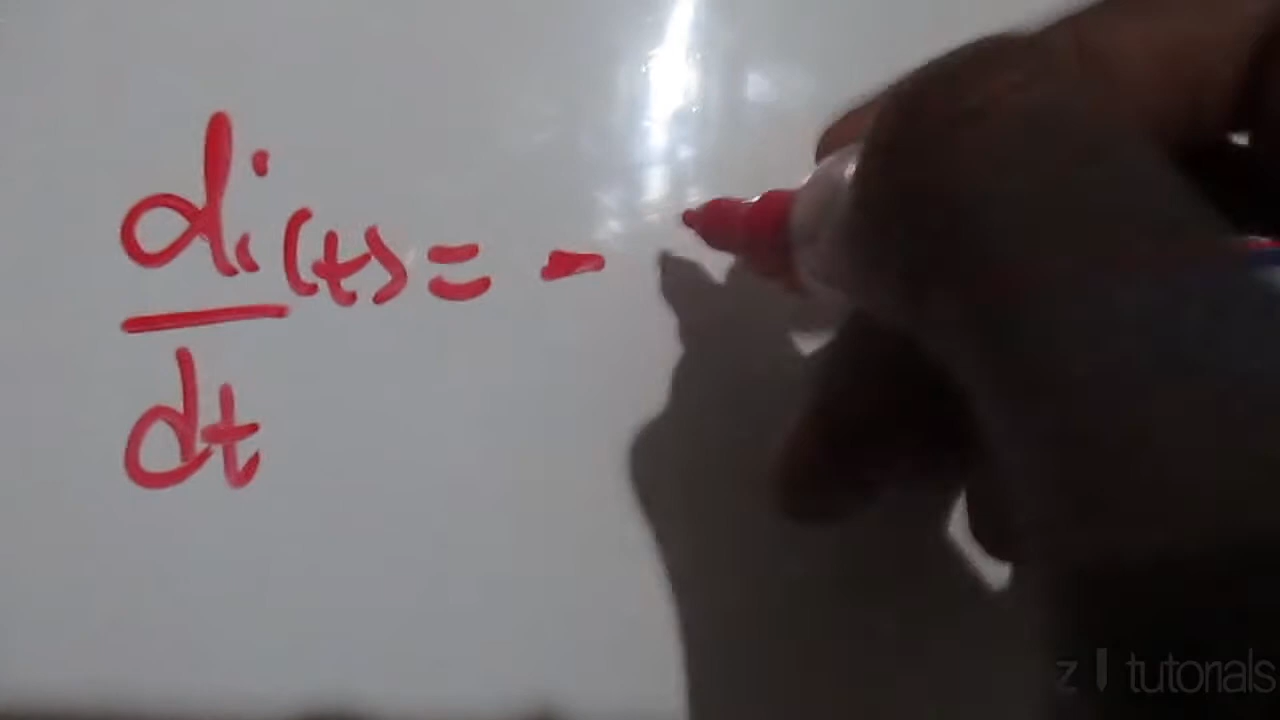 di(t) = -
dt
z tutorials